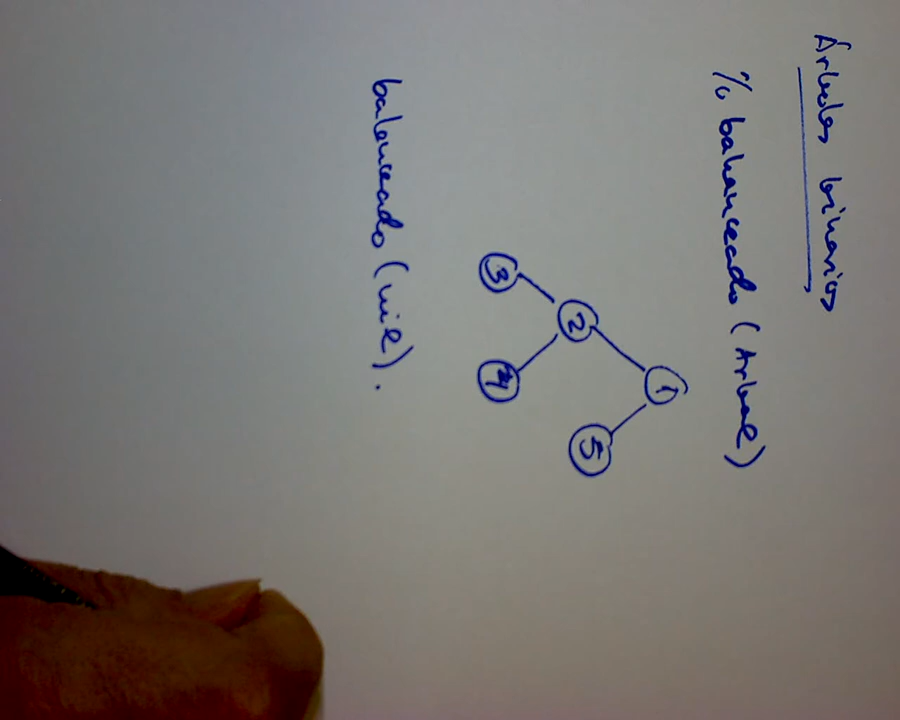 Árboles binarios
% balanceado (Arbol)
1
2 5
3 4
balanceado (nil).